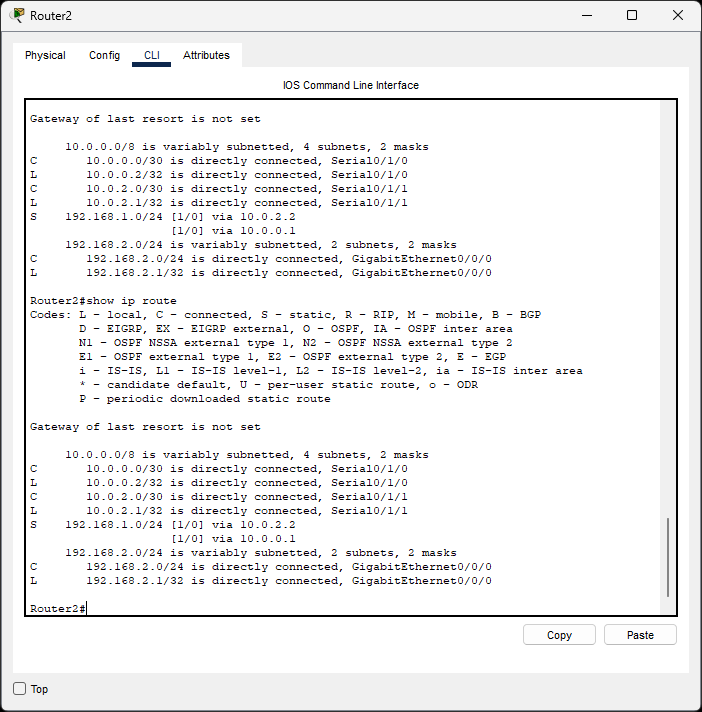 Router2
Physical Config CLI Attributes
IOS Command Line Interface
Gateway of last resort is not set
10.0.0.0/8 is variably subnetted, 4 subnets, 2 masks
C 10.0.0.0/30 is directly connected, Serial0/1/0
L 10.0.0.2/32 is directly connected, Serial0/1/0
C 10.0.2.0/30 is directly connected, Serial0/1/1
L 10.0.2.1/32 is directly connected, Serial0/1/1
S 192.168.1.0/24 [1/0] via 10.0.2.2
[1/0] via 10.0.0.1
192.168.2.0/24 is variably subnetted, 2 subnets, 2 masks
C 192.168.2.0/24 is directly connected, GigabitEthernet0/0/0
L 192.168.2.1/32 is directly connected, GigabitEthernet0/0/0
Router2#show ip route
Codes: L - local, C - connected, S - static, R - RIP, M - mobile, B - BGP
D - EIGRP, EX - EIGRP external, O - OSPF, IA - OSPF inter area
N1 - OSPF NSSA external type 1, N2 - OSPF NSSA external type 2
E1 - OSPF external type 1, E2 - OSPF external type 2, E - EGP
i - IS-IS, L1 - IS-IS level-1, L2 - IS-IS level-2, ia - IS-IS inter area
* - candidate default, U - per-user static route, o - ODR
P - periodic downloaded static route
Gateway of last resort is not set
10.0.0.0/8 is variably subnetted, 4 subnets, 2 masks
C 10.0.0.0/30 is directly connected, Serial0/1/0
L 10.0.0.2/32 is directly connected, Serial0/1/0
C 10.0.2.0/30 is directly connected, Serial0/1/1
L 10.0.2.1/32 is directly connected, Serial0/1/1
S 192.168.1.0/24 [1/0] via 10.0.2.2
[1/0] via 10.0.0.1
192.168.2.0/24 is variably subnetted, 2 subnets, 2 masks
C 192.168.2.0/24 is directly connected, GigabitEthernet0/0/0
L 192.168.2.1/32 is directly connected, GigabitEthernet0/0/0
Router2#
Copy Paste
Top